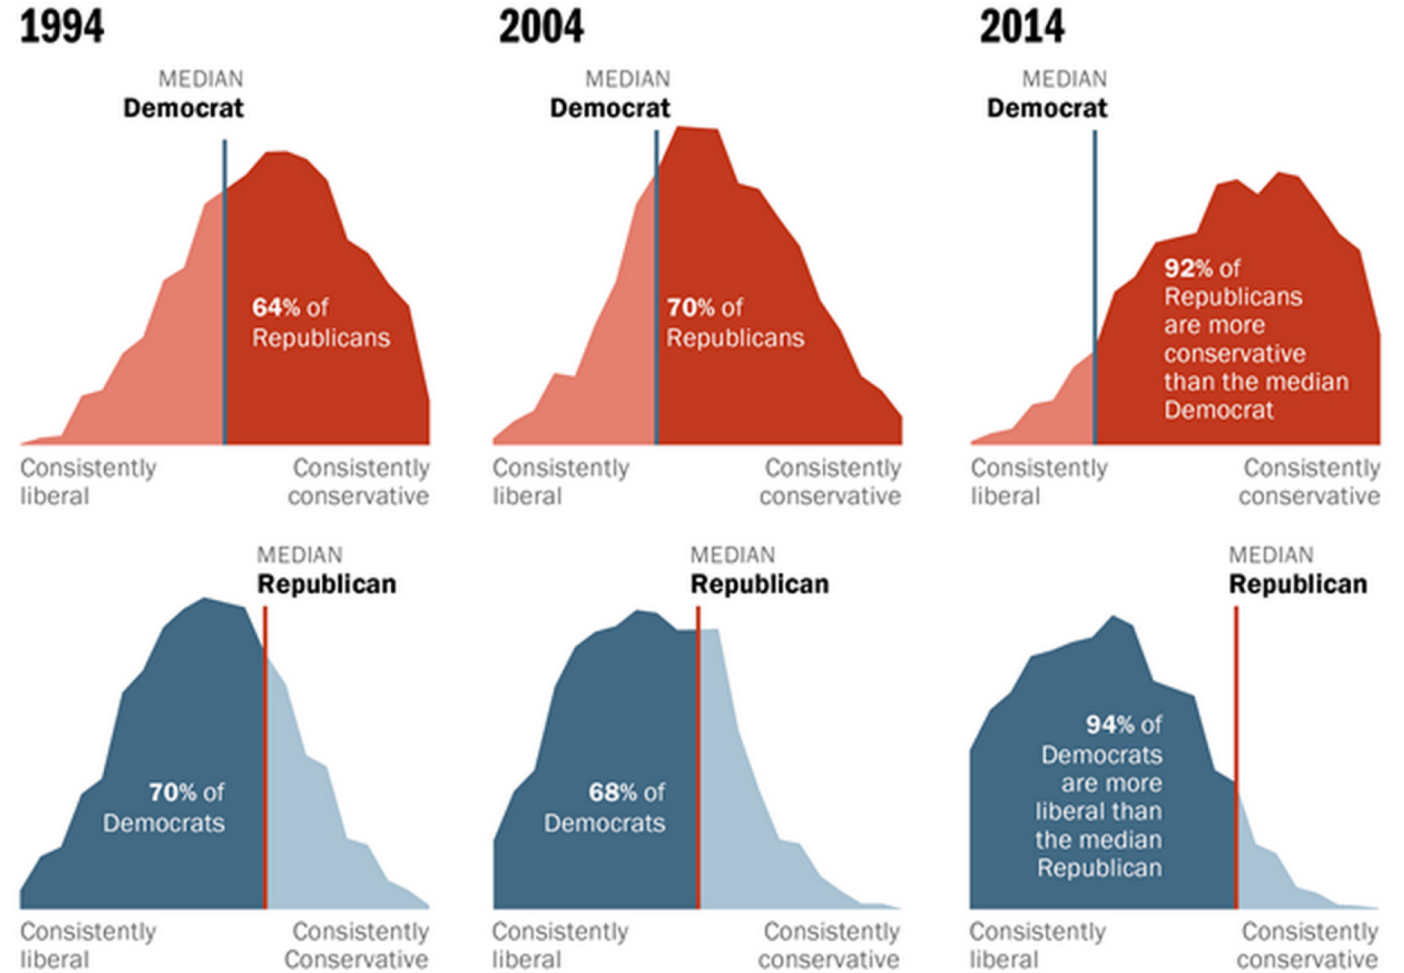 1994
MEDIAN
Democrat
64% of
Republicans
Consistently
liberal
Consistently
conservative
2004
MEDIAN
Democrat
70% of
Republicans
Consistently
liberal
Consistently
conservative
2014
MEDIAN
Democrat
92% of
Republicans
are more
conservative
than the median
Democrat
Consistently
liberal
Consistently
conservative
MEDIAN
Republican
70% of
Democrats
Consistently
liberal
Consistently
Conservative
MEDIAN
Republican
68% of
Democrats
Consistently
liberal
Consistently
conservative
MEDIAN
Republican
94% of
Democrats
are more
liberal than
the median
Republican
Consistently
liberal
Consistently
conservative